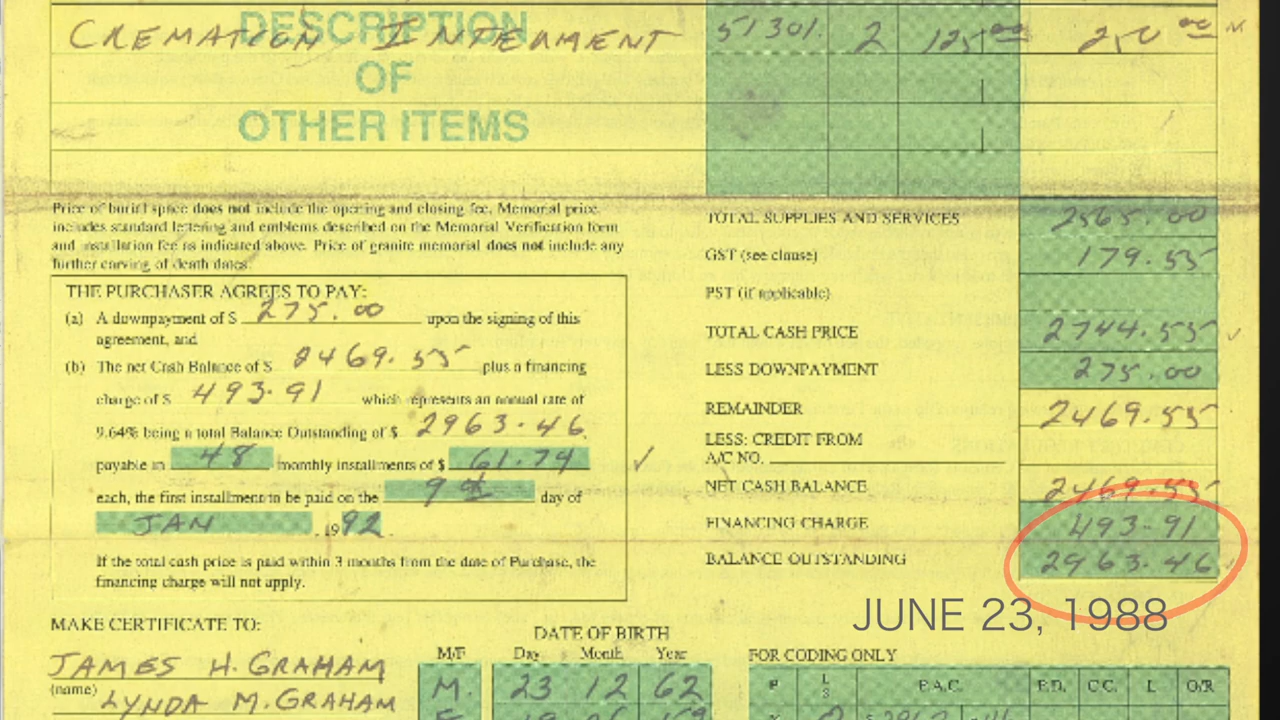 CREMATION INTERMENT 51301. 2 125.00 250.00
DESCRIPTION
OF
OTHER ITEMS
Price of burial space does not include the opening and closing fee. Memorial price
includes standard lettering and emblems described on the Memorial Verification form
and installation fee as indicated above. Price of granite memorial does not include any
further carving of death dates.
THE PURCHASER AGREES TO PAY:
(a) A downpayment of $ 275.00 upon the signing of this
agreement, and
(b) The net Cash Balance of $ 2469.55 plus a financing
charge of $ 493.91 which represents an annual rate of
9.64% being a total Balance Outstanding of $ 2963.46
payable in 48 monthly installments of $ 61.74
each, the first installment to be paid on the 9th day of
JAN , 1992.
If the total cash price is paid within 3 months from the date of Purchase, the
financing charge will not apply.
TOTAL SUPPLIES AND SERVICES 2565.00
GST (see clause) 179.55
PST (if applicable)
TOTAL CASH PRICE 2744.55
LESS DOWNPAYMENT 275.00
REMAINDER 2469.55
LESS: CREDIT FROM
A/C NO.
NET CASH BALANCE 2469.55
FINANCING CHARGE 493.91
BALANCE OUTSTANDING 2963.46
JUNE 23, 1988
MAKE CERTIFICATE TO:
JAMES H. GRAHAM
(name) LYNDA M. GRAHAM
DATE OF BIRTH
M/F Day Month Year
M. 23 12 62
FOR CODING ONLY
P L S P.A.C. P.D. C.C. L O/R